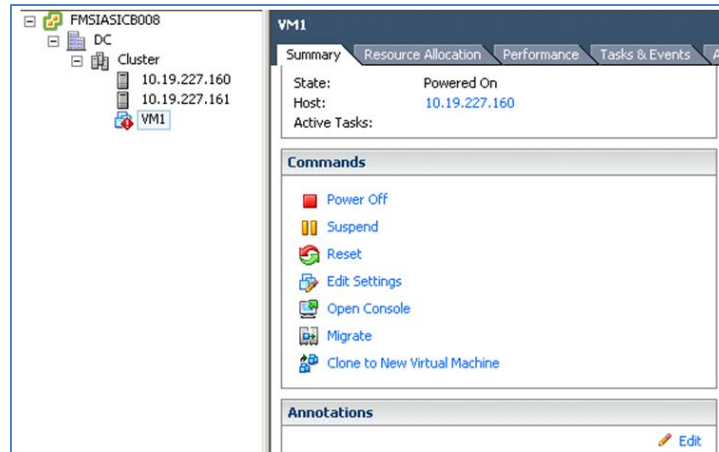 FMSIASICB008
DC
Cluster
10.19.227.160
10.19.227.161
VM1
VM1
Summary Resource Allocation Performance Tasks & Events
State: Powered On
Host: 10.19.227.160
Active Tasks:
Commands
Power Off
Suspend
Reset
Edit Settings
Open Console
Migrate
Clone to New Virtual Machine
Annotations
Edit